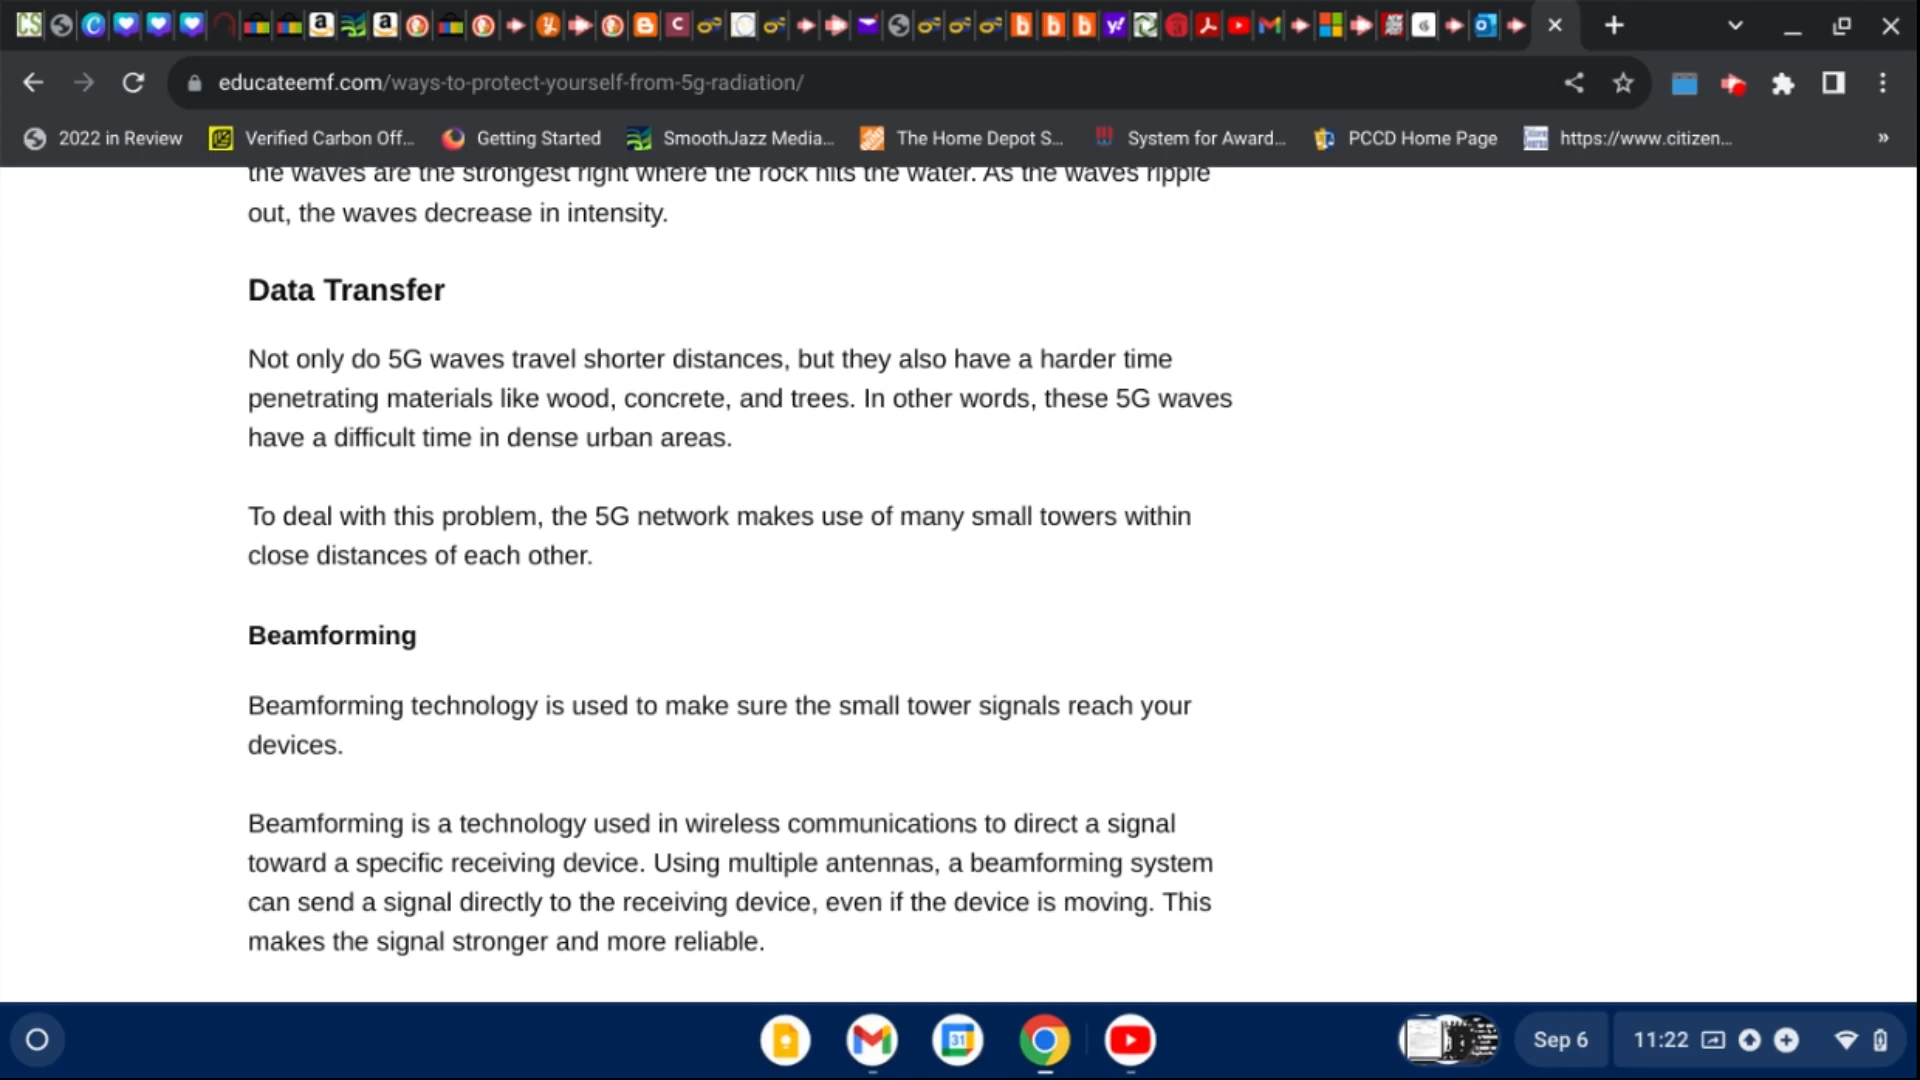 educateemf.com/ways-to-protect-yourself-from-5g-radiation/
2022 in Review
Verified Carbon Off...
Getting Started
SmoothJazz Media...
The Home Depot S...
System for Award...
PCCD Home Page
https://www.citizen...
»
the waves are the strongest right where the rock hits the water. As the waves ripple
out, the waves decrease in intensity.
Data Transfer
Not only do 5G waves travel shorter distances, but they also have a harder time
penetrating materials like wood, concrete, and trees. In other words, these 5G waves
have a difficult time in dense urban areas.
To deal with this problem, the 5G network makes use of many small towers within
close distances of each other.
Beamforming
Beamforming technology is used to make sure the small tower signals reach your
devices.
Beamforming is a technology used in wireless communications to direct a signal
toward a specific receiving device. Using multiple antennas, a beamforming system
can send a signal directly to the receiving device, even if the device is moving. This
makes the signal stronger and more reliable.
31
Sep 6
11:22